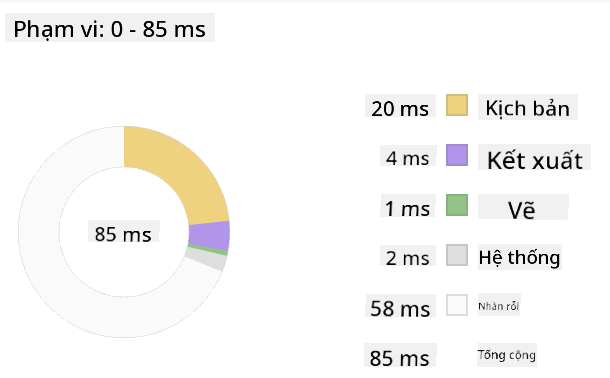 Phạm vi: 0 - 85 ms
20 ms Kịch bản
4 ms Kết xuất
1 ms Vẽ
85 ms
2 ms Hệ thống
58 ms Nhàn rỗi
85 ms Tổng cộng